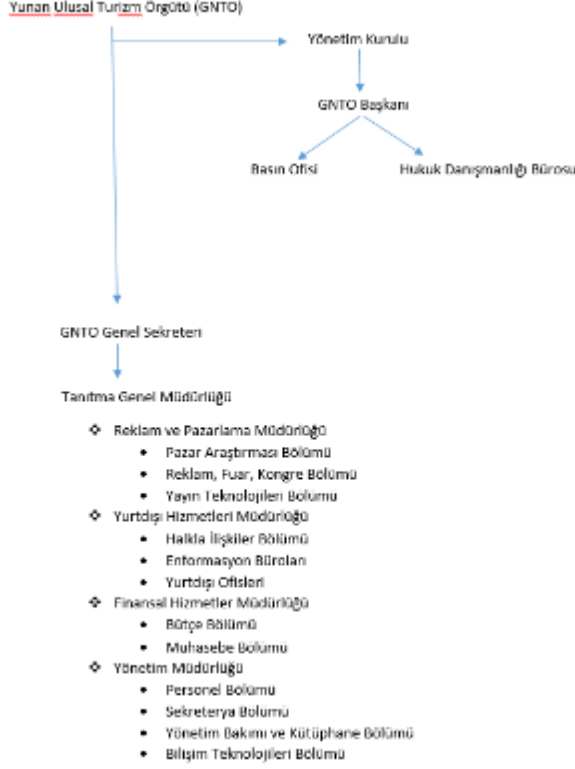 Yunan Ulusal Turizm Örgütü (GNTO)
Yönetim Kurulu
GNTO Başkanı
Basın Ofisi
Hukuk Danışmanlığı Bürosu
GNTO Genel Sekreteri
Tanıtma Genel Müdürlüğü
Reklam ve Pazarlama Müdürlüğü
Pazar Araştırması Bölümü
Reklam, Fuar, Kongre Bölümü
Yayın Teknolojileri Bölümü
Yurtdışı Hizmetleri Müdürlüğü
Halkla İlişkiler Bölümü
Enformasyon Büroları
Yurtdışı Ofisleri
Finansal Hizmetler Müdürlüğü
Bütçe Bölümü
Muhasebe Bölümü
Yönetim Müdürlüğü
Personel Bölümü
Sekreterya Bölümü
Yönetim Bakımı ve Kütüphane Bölümü
Bilişim Teknolojileri Bölümü